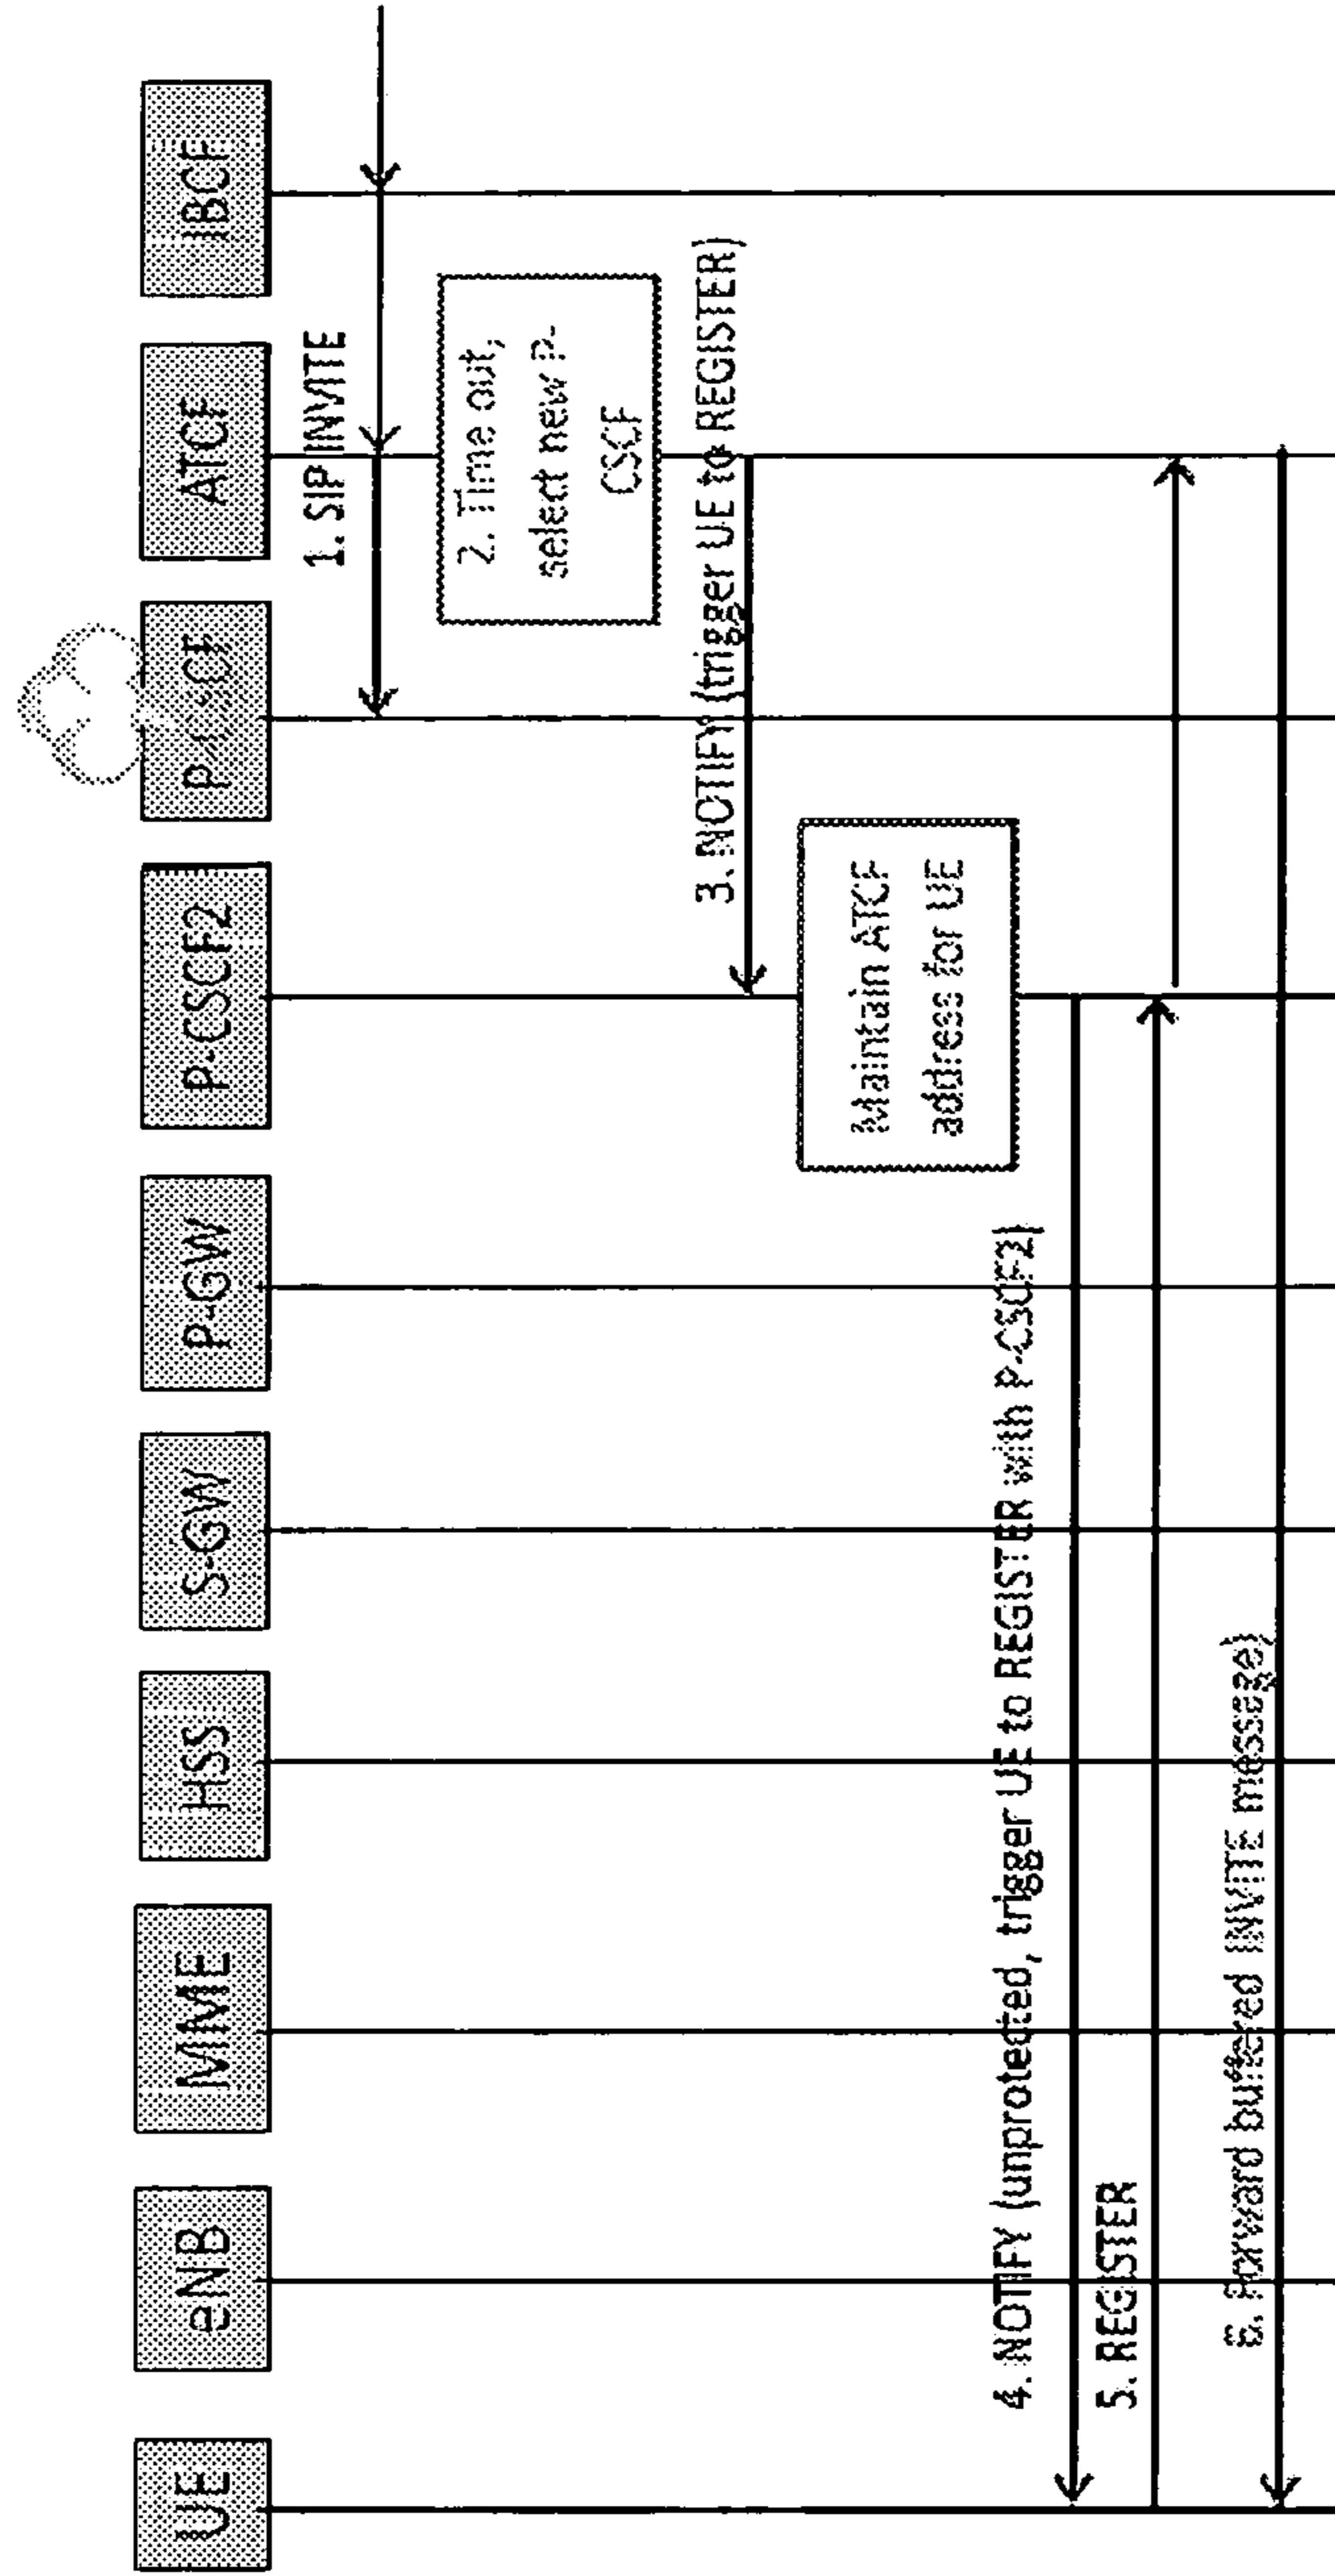 UE
eNB
MME
HSS
S-GW
P-GW
P-CSCF2
ATCF
IBCF
1. SIP INVITE
2. Time out,
select new P-
CSCF
3. NOTIFY (trigger UE to REGISTER)
Maintain ATCF
address for UE
4. NOTIFY (unprotected, trigger UE to REGISTER with P-CSCF2)
5. REGISTER
6. Forward buffered INVITE message)